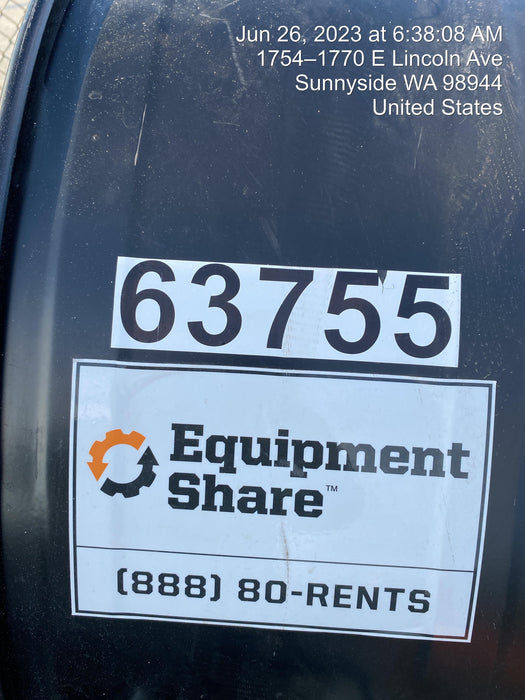 Jun 26, 2023 at 6:38:08 AM
1754–1770 E Lincoln Ave
Sunnyside WA 98944
United States
63755
Equipment
Share™
(888) 80-RENTS